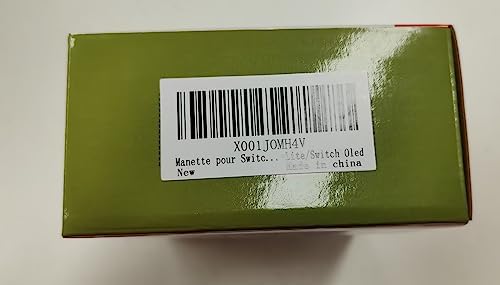 X001JOMH4V
Manette pour Switc... Lite/Switch Oled
New Made in china